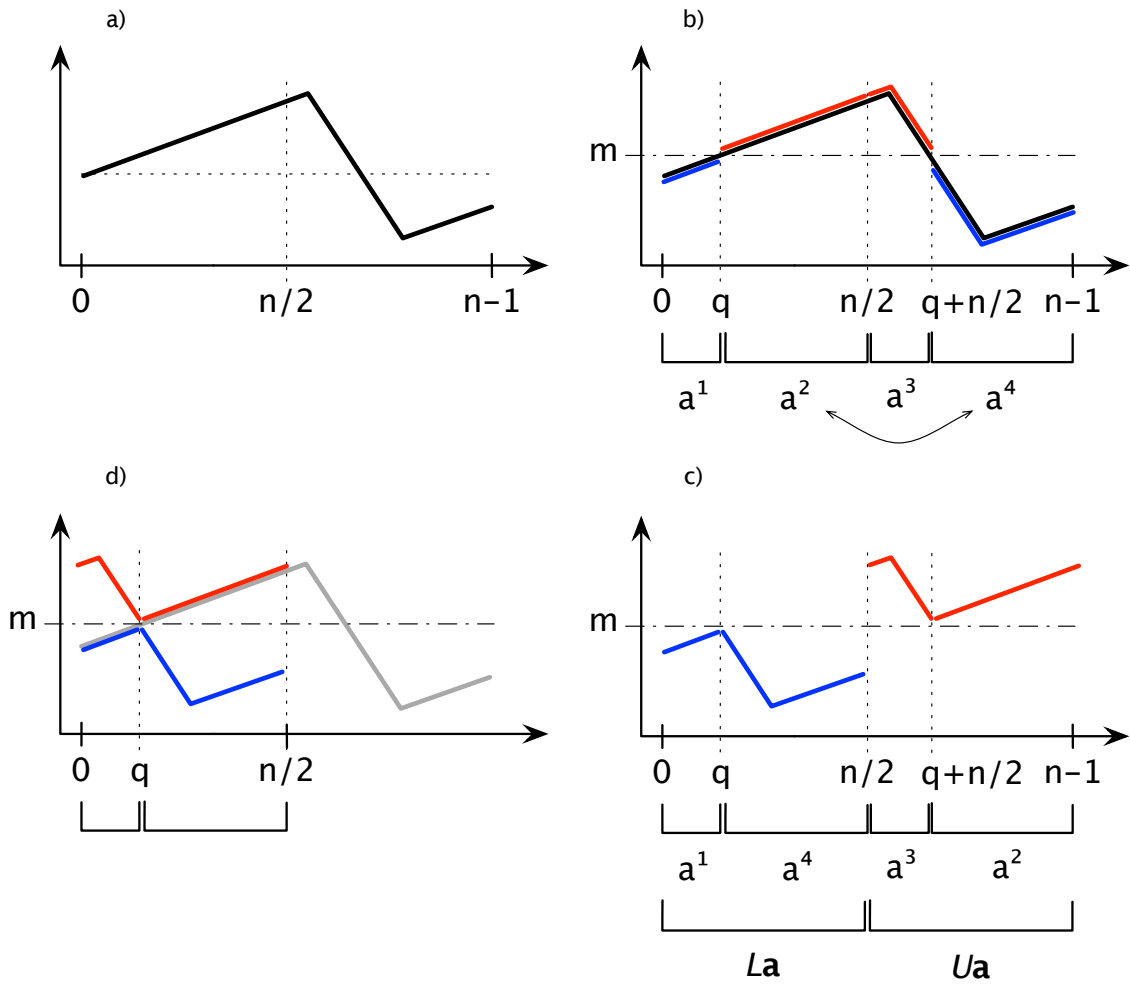 a)
0 n/2 n-1
b)
m
0 q n/2 q+n/2 n-1
a¹ a² a³ a⁴
d)
m
0 q n/2
c)
m
0 q n/2 q+n/2 n-1
a¹ a⁴ a³ a²
La Ua